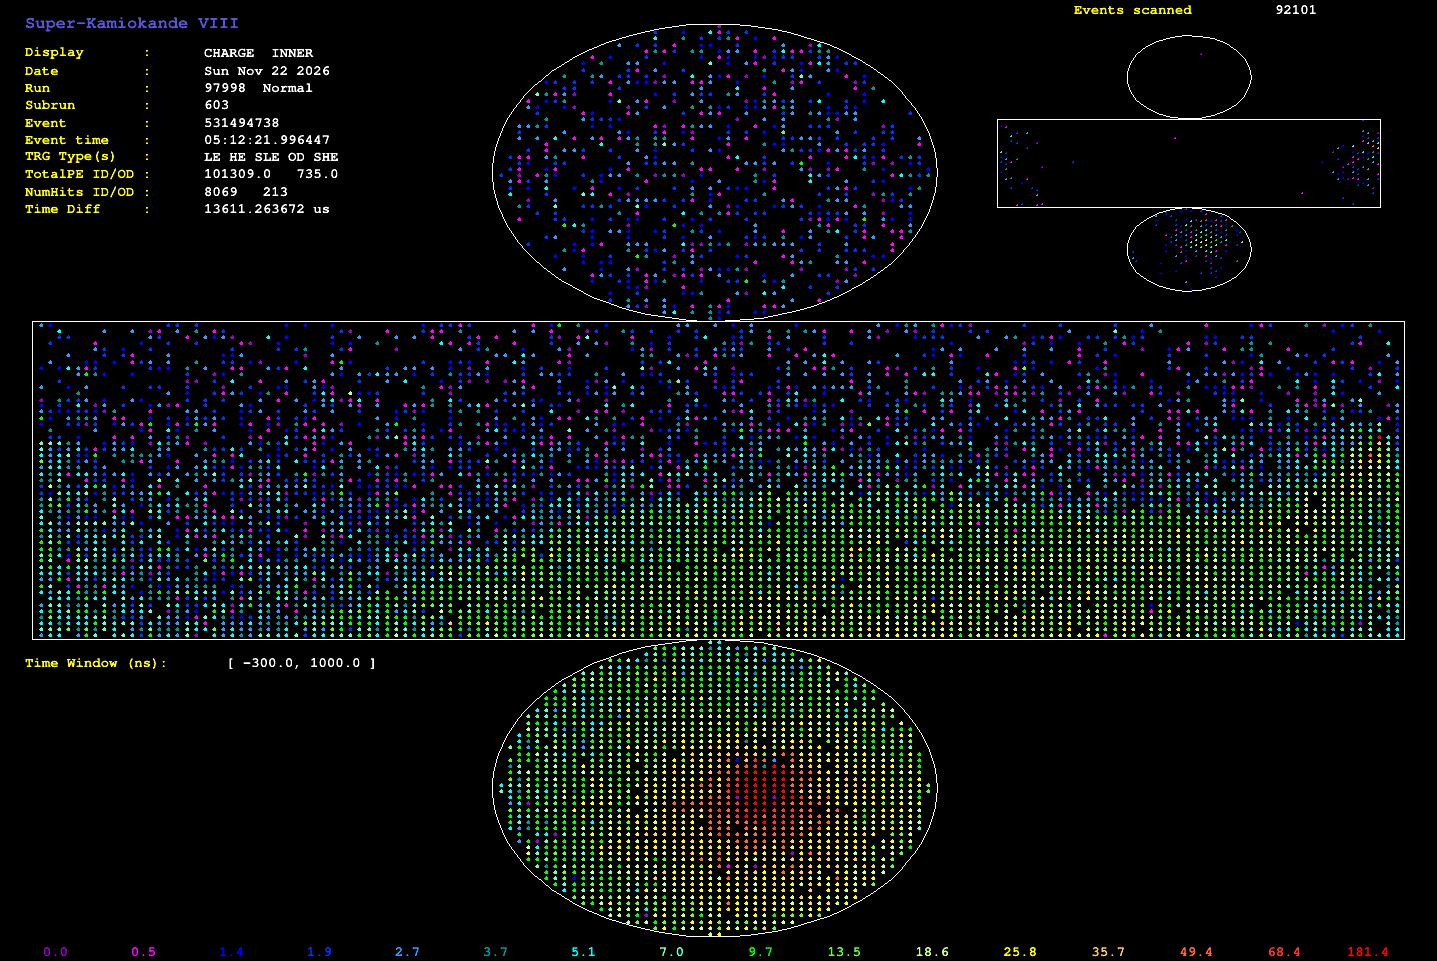 Super-Kamiokande VIII
Events scanned 92101
Display : CHARGE INNER
Date : Sun Nov 22 2026
Run : 97998 Normal
Subrun : 603
Event : 531494738
Event time : 05:12:21.996447
TRG Type(s) : LE HE SLE OD SHE
TotalPE ID/OD : 101309.0 735.0
NumHits ID/OD : 8069 213
Time Diff : 13611.263672 us
Time Window (ns): [ −300.0, 1000.0 ]
0.0 0.5 1.4 1.9 2.7 3.7 5.1 7.0 9.7 13.5 18.6 25.8 35.7 49.4 68.4 181.4